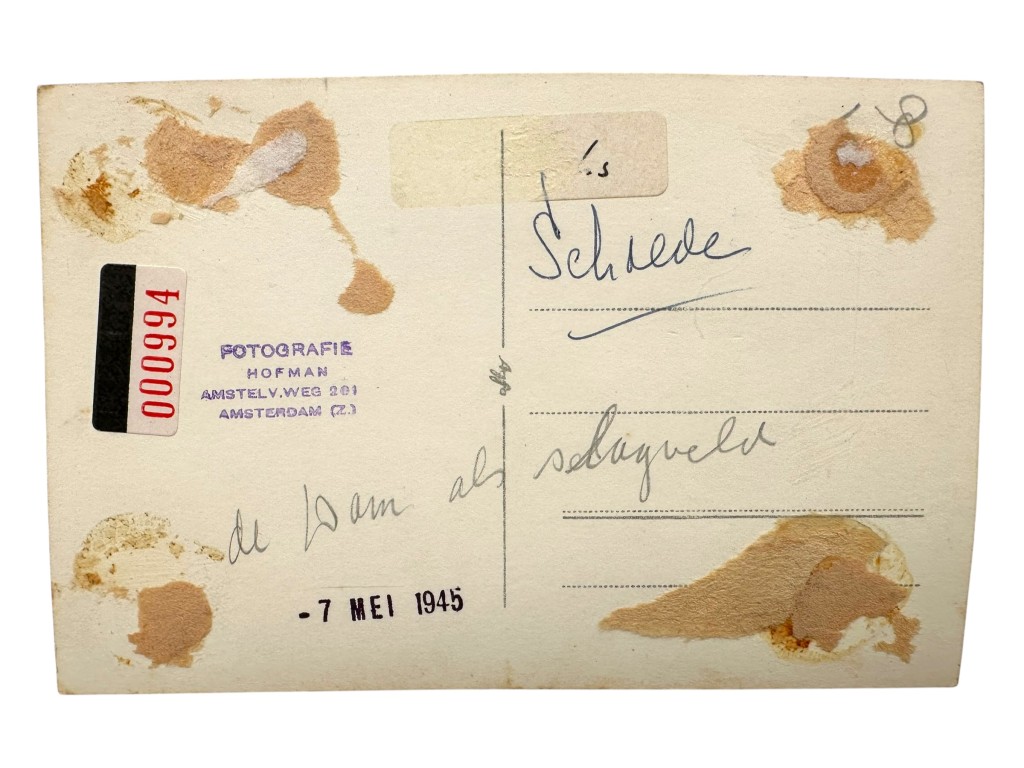 Schrede
000994
FOTOGRAFIE
HOFMAN
AMSTELV.WEG 201
AMSTERDAM (Z.)
de Dam als slagveld
-7 MEI 1945